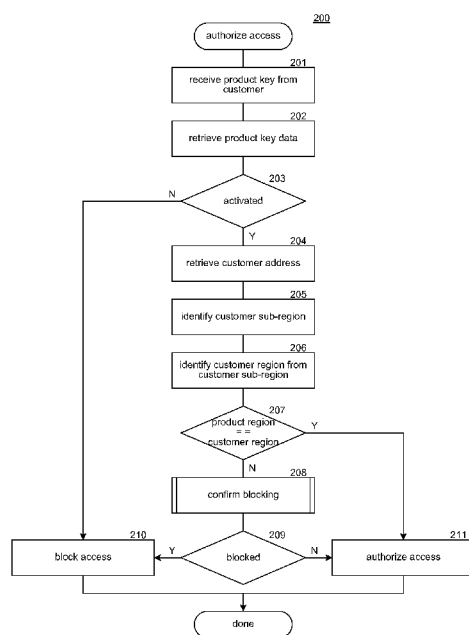 200
authorize access
201
receive product key from
customer
202
retrieve product key data
203
N
activated
Y
204
retrieve customer address
205
identify customer sub-region
206
identify customer region from
customer sub-region
207
product region
= =
customer region
Y
N
208
confirm blocking
210
209
211
block access
Y
blocked
N
authorize access
done